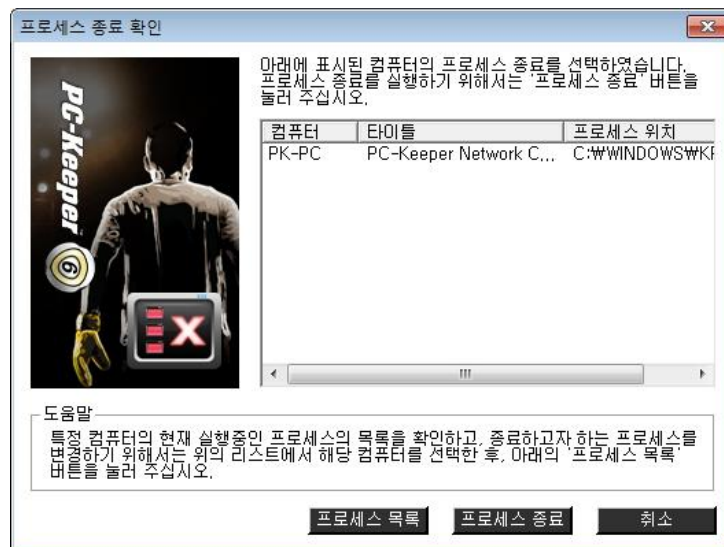 프로세스 종료 확인
아래에 표시된 컴퓨터의 프로세스 종료를 선택하였습니다.
프로세스 종료를 실행하기 위해서는 '프로세스 종료' 버튼을
눌러 주십시오.
PC-Keeper 6
컴퓨터 타이틀 프로세스 위치
PK-PC PC-Keeper Network C... C:₩WINDOWS₩KF
도움말
특정 컴퓨터의 현재 실행중인 프로세스의 목록을 확인하고, 종료하고자 하는 프로세스를
변경하기 위해서는 위의 리스트에서 해당 컴퓨터를 선택한 후, 아래의 '프로세스 목록'
버튼을 눌러 주십시오.
프로세스 목록 프로세스 종료 취소